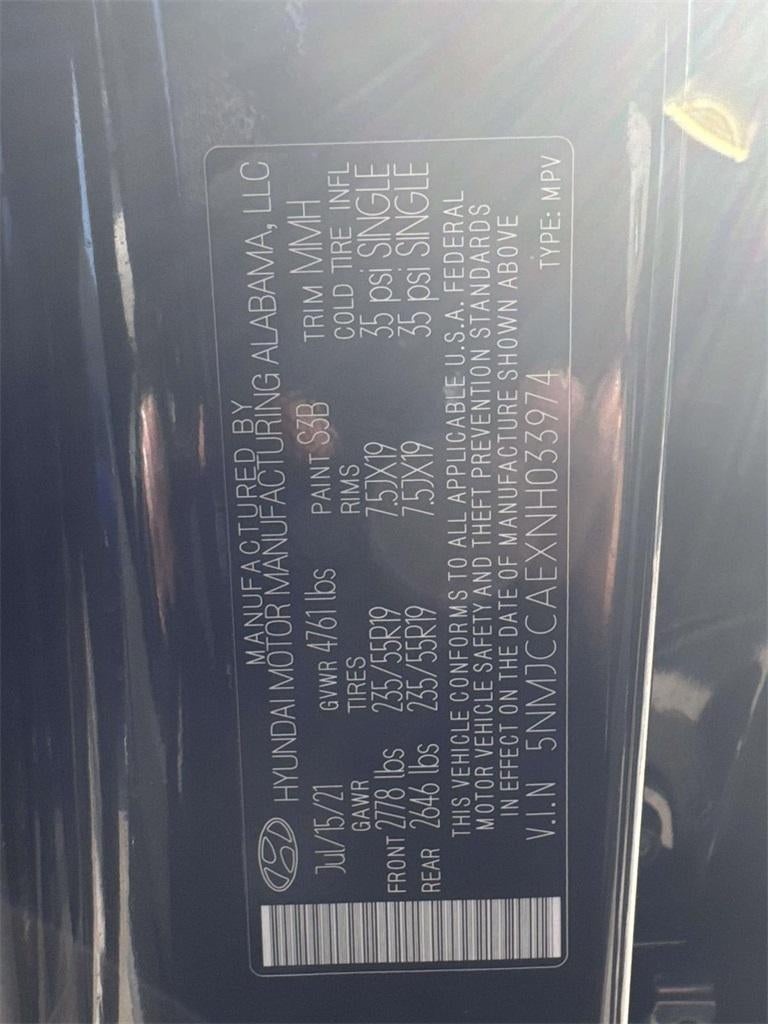 MANUFACTURED BY
HYUNDAI MOTOR MANUFACTURING ALABAMA, LLC
Jul/15/21 GVWR 4761 lbs PAINT S3B TRIM MMH
GAWR TIRES RIMS COLD TIRE INFL
FRONT 2778 lbs 235/55R19 7.5JX19 35 psi SINGLE
REAR 2646 lbs 235/55R19 7.5JX19 35 psi SINGLE
THIS VEHICLE CONFORMS TO ALL APPLICABLE U.S.A. FEDERAL
MOTOR VEHICLE SAFETY AND THEFT PREVENTION STANDARDS
IN EFFECT ON THE DATE OF MANUFACTURE SHOWN ABOVE
V.I.N 5NMJCCAEXNH033974 TYPE: MPV